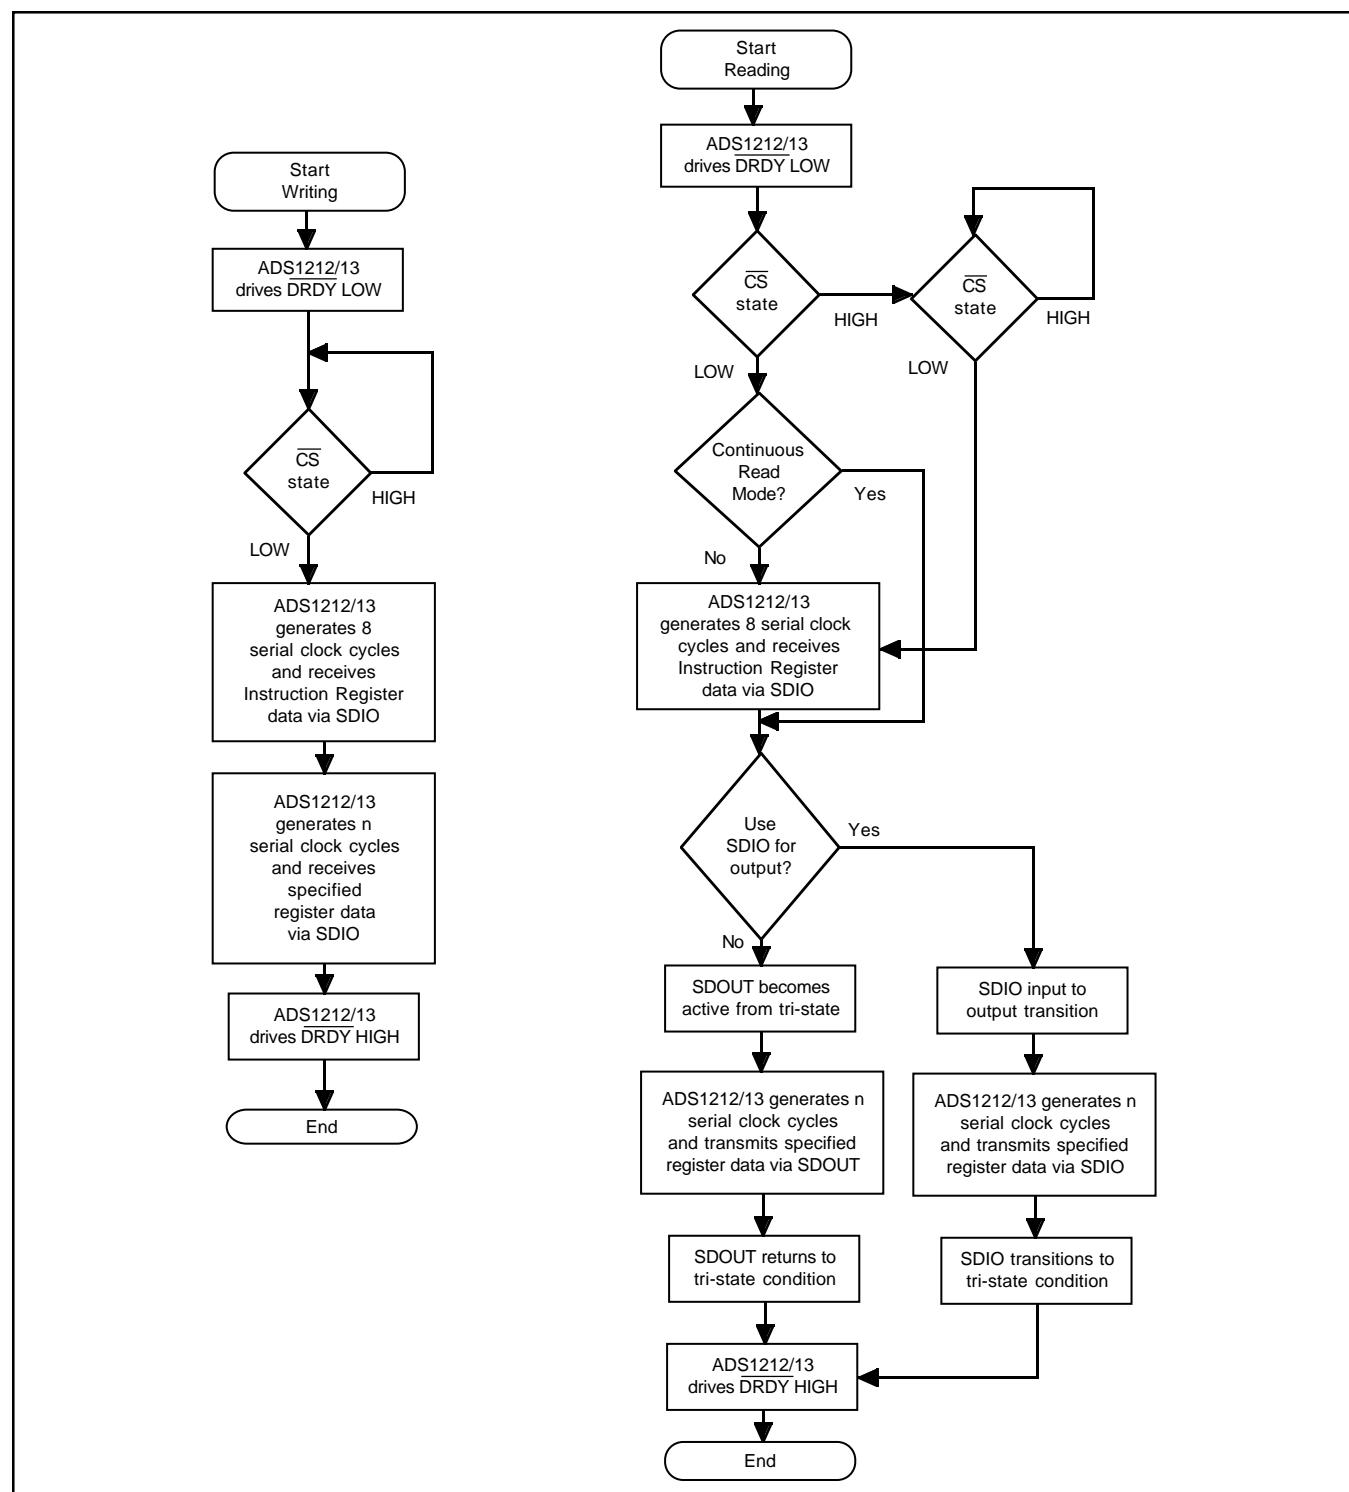 Start
Writing
ADS1212/13
drives DRDY LOW
CS
state
HIGH
LOW
ADS1212/13
generates 8
serial clock cycles
and receives
Instruction Register
data via SDIO
ADS1212/13
generates n
serial clock cycles
and receives
specified
register data
via SDIO
ADS1212/13
drives DRDY HIGH
End
Start
Reading
ADS1212/13
drives DRDY LOW
CS
state
HIGH
LOW
CS
state
HIGH
LOW
Continuous
Read
Mode?
Yes
No
ADS1212/13
generates 8 serial clock
cycles and receives
Instruction Register
data via SDIO
Use
SDIO for
output?
Yes
No
SDOUT becomes
active from tri-state
ADS1212/13 generates n
serial clock cycles
and transmits specified
register data via SDOUT
SDOUT returns to
tri-state condition
SDIO input to
output transition
ADS1212/13 generates n
serial clock cycles
and transmits specified
register data via SDIO
SDIO transitions to
tri-state condition
ADS1212/13
drives DRDY HIGH
End